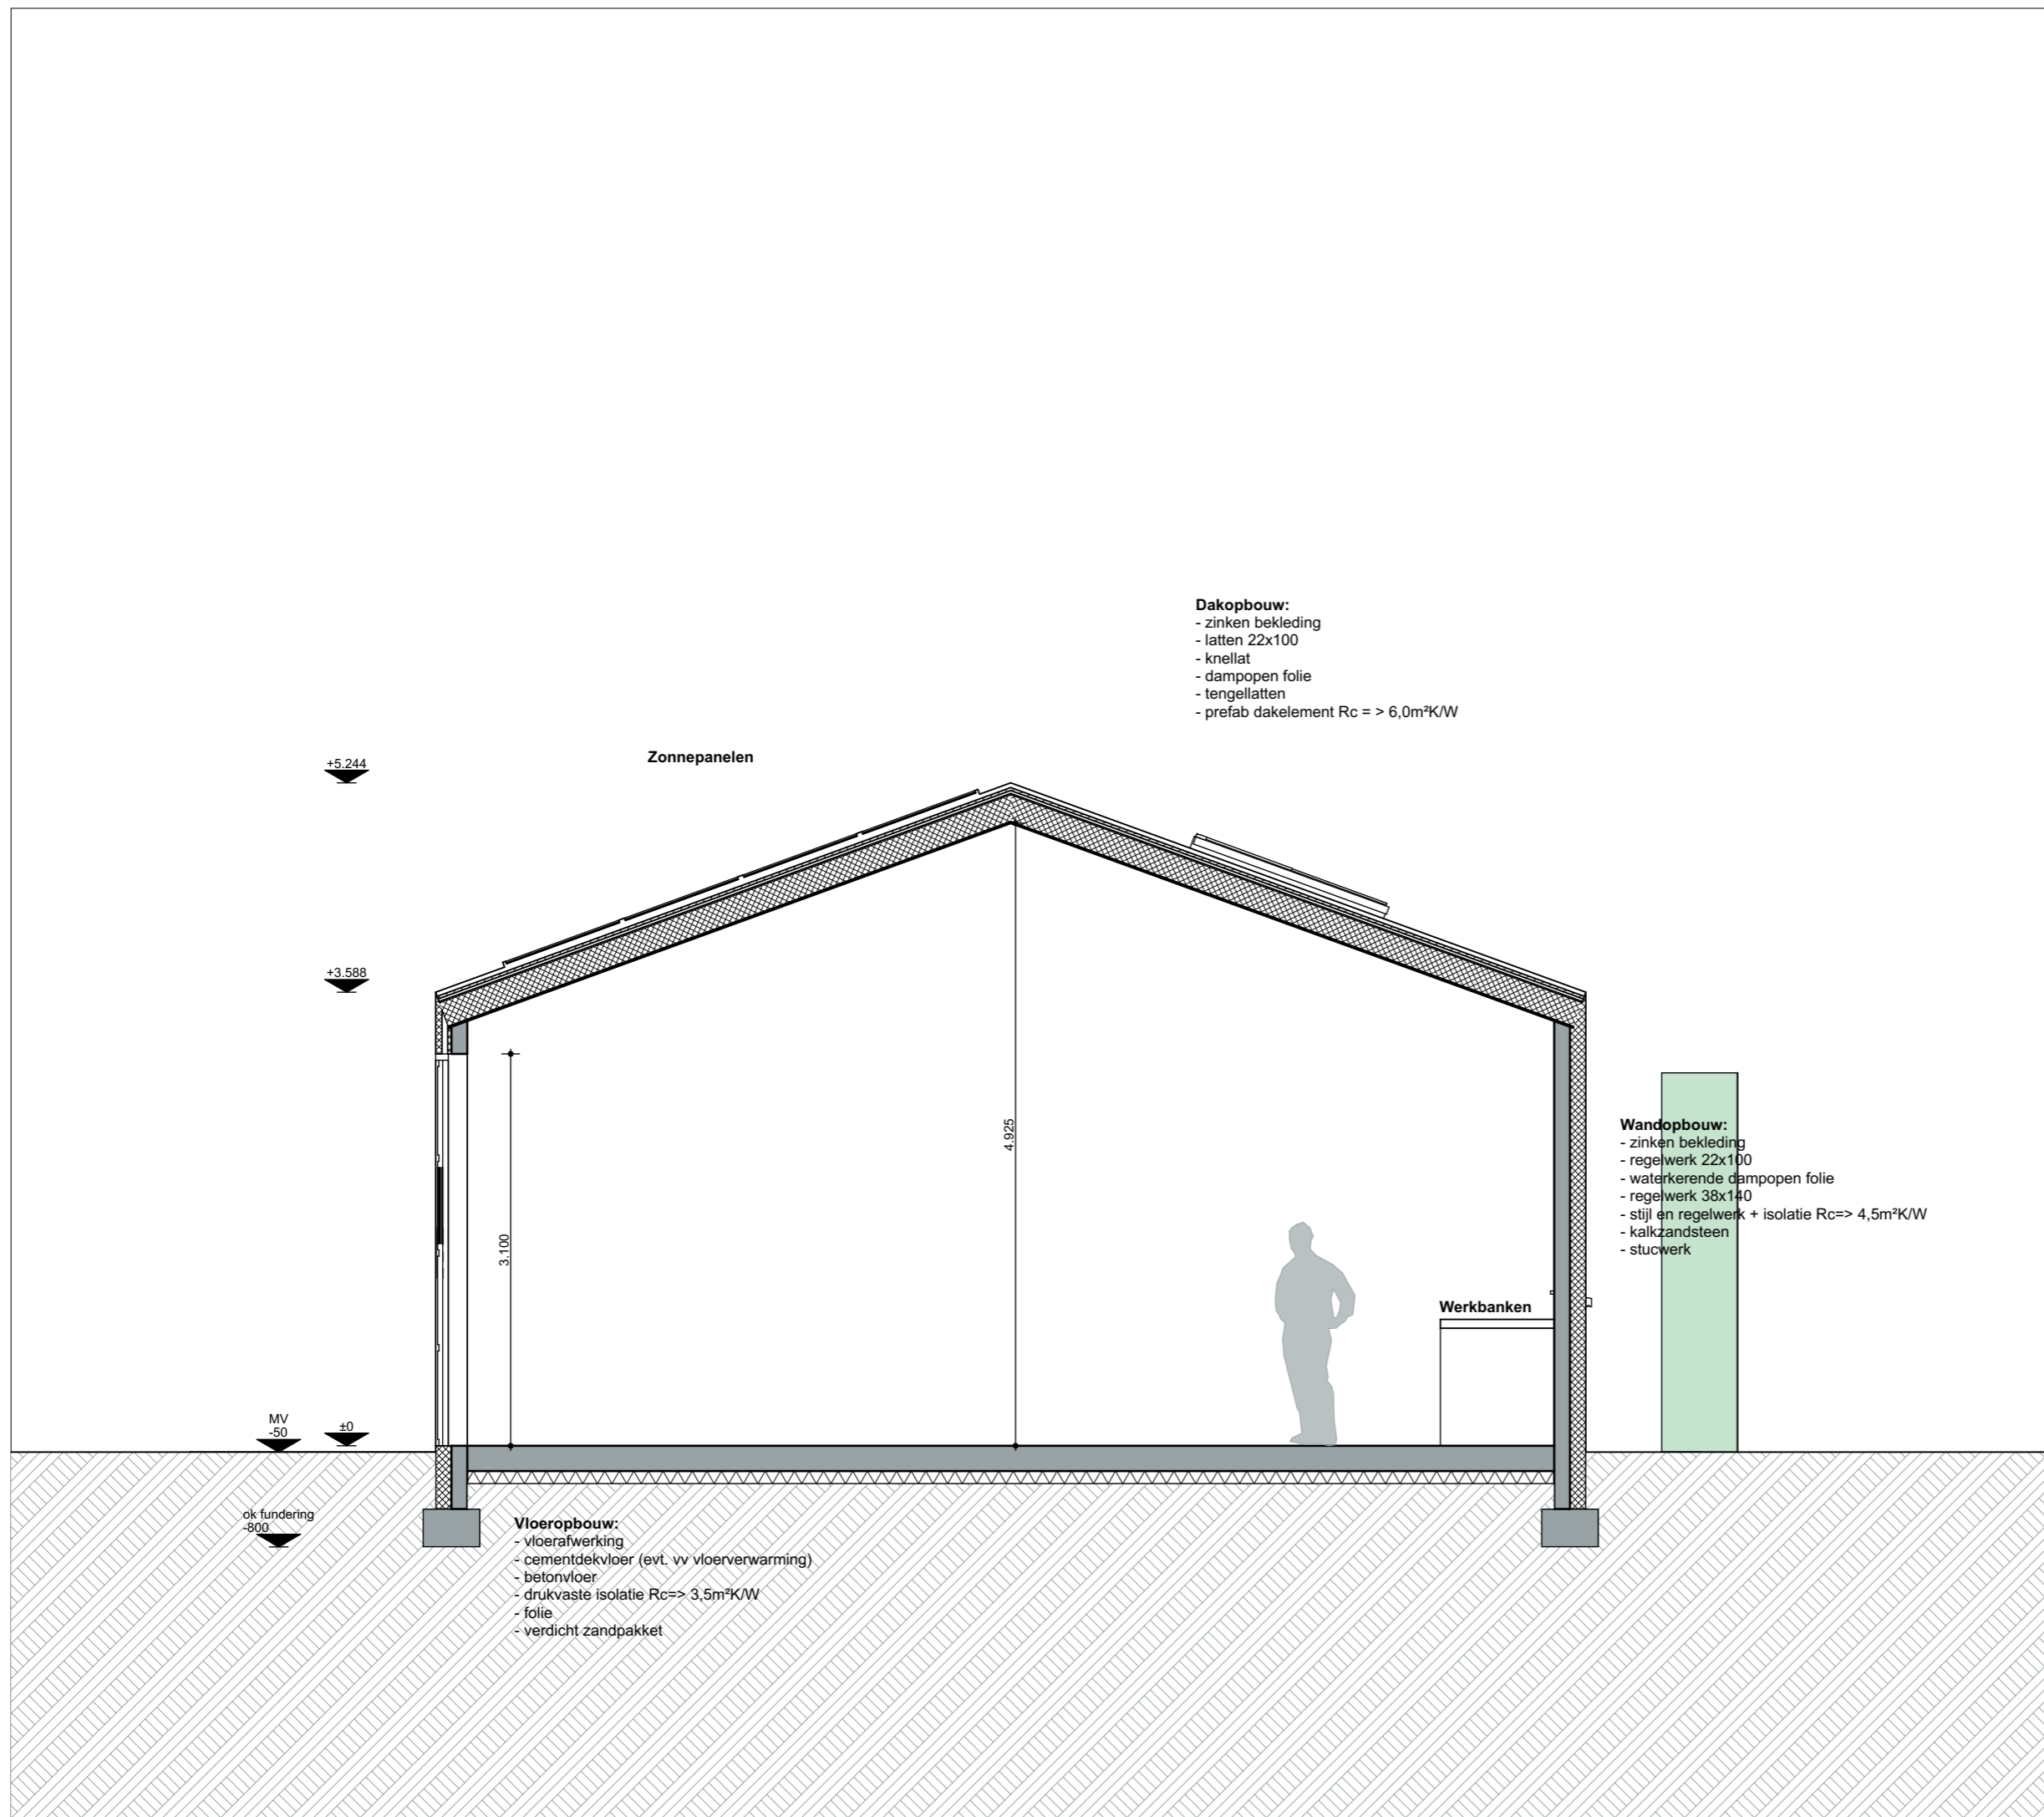 Dakopbouw:
- zinken bekleding
- latten 22x100
- knellat
- dampopen folie
- tengellatten
- prefab dakelement Rc = > 6,0m²K/W
Zonnepanelen
+5.244
+3.588
4.925
3.100
Wandopbouw:
- zinken bekleding
- regelwerk 22x100
- waterkerende dampopen folie
- regelwerk 38x140
- stijl en regelwerk + isolatie Rc=> 4,5m²K/W
- kalkzandsteen
- stucwerk
Werkbanken
MV
-50
±0
ok fundering
-800
Vloeropbouw:
- vloerafwerking
- cementdekvloer (evt. vv vloerverwarming)
- betonvloer
- drukvaste isolatie Rc=> 3,5m²K/W
- folie
- verdicht zandpakket